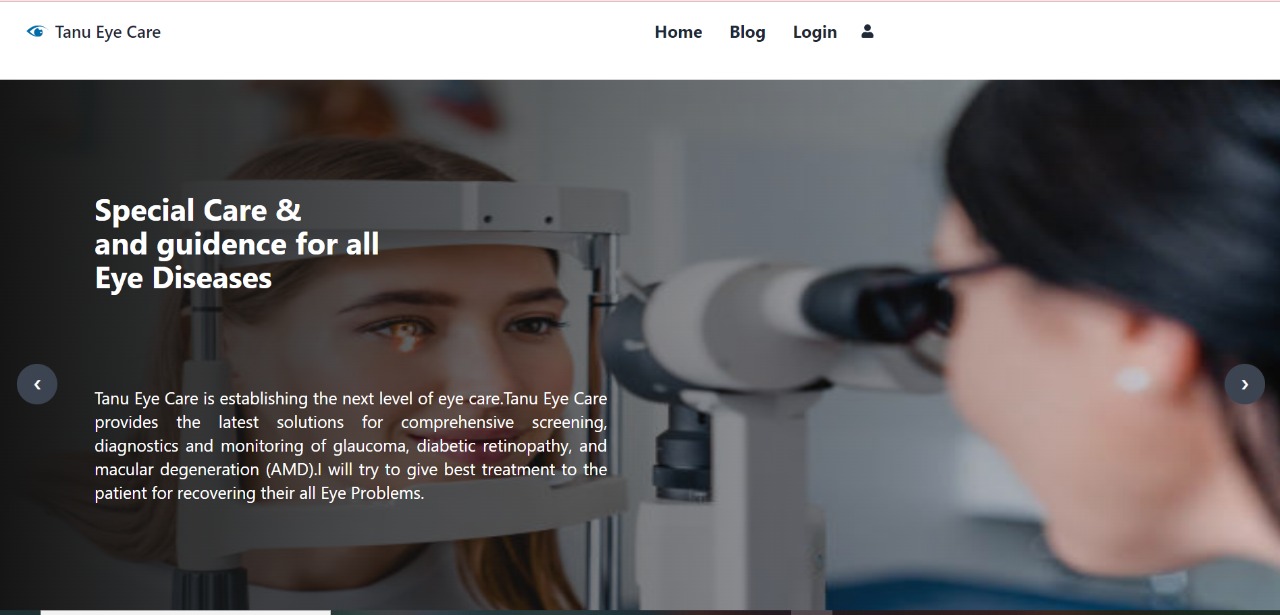 Tanu Eye Care
Home Blog Login
Special Care &
and guidence for all
Eye Diseases
Tanu Eye Care is establishing the next level of eye care.Tanu Eye Care
provides the latest solutions for comprehensive screening,
diagnostics and monitoring of glaucoma, diabetic retinopathy, and
macular degeneration (AMD).I will try to give best treatment to the
patient for recovering their all Eye Problems.